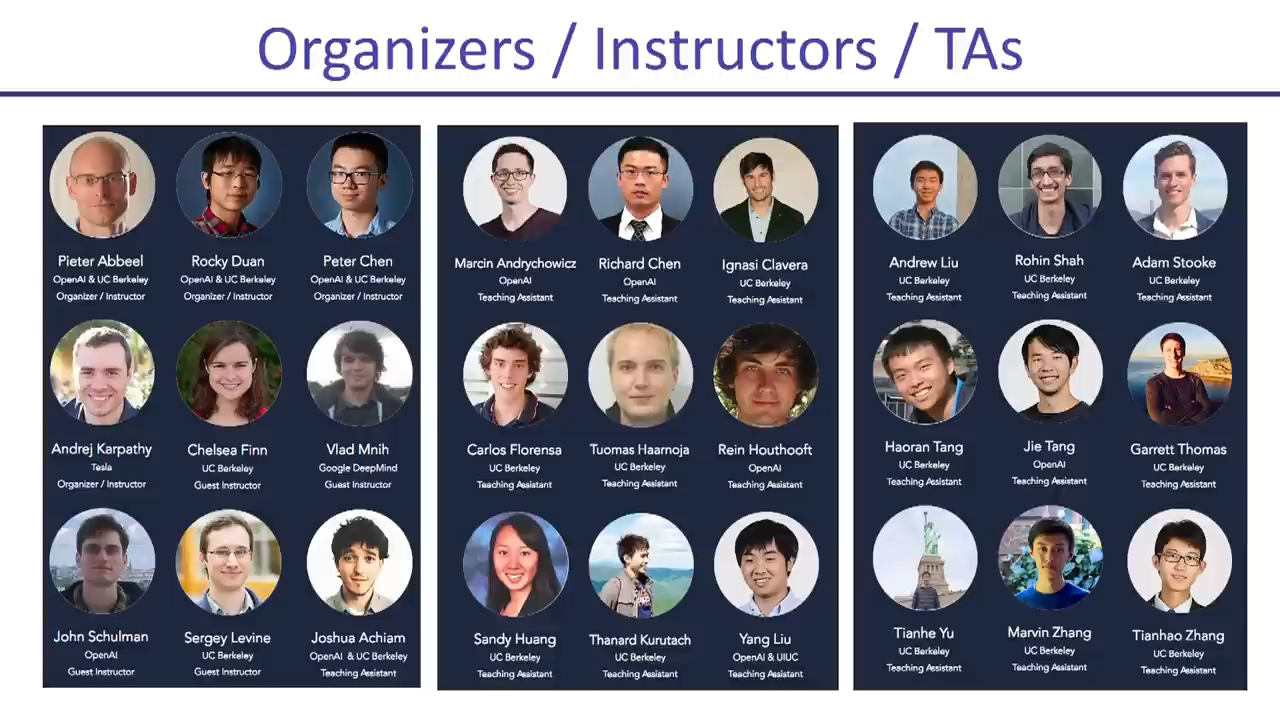 Organizers / Instructors / TAs
Pieter Abbeel
OpenAI & UC Berkeley
Organizer / Instructor
Rocky Duan
OpenAI & UC Berkeley
Organizer / Instructor
Peter Chen
OpenAI & UC Berkeley
Organizer / Instructor
Andrej Karpathy
Tesla
Organizer / Instructor
Chelsea Finn
UC Berkeley
Guest Instructor
Vlad Mnih
Google DeepMind
Guest Instructor
John Schulman
OpenAI
Guest Instructor
Sergey Levine
UC Berkeley
Guest Instructor
Joshua Achiam
OpenAI & UC Berkeley
Teaching Assistant
Marcin Andrychowicz
OpenAI
Teaching Assistant
Richard Chen
OpenAI
Teaching Assistant
Ignasi Clavera
UC Berkeley
Teaching Assistant
Carlos Florensa
UC Berkeley
Teaching Assistant
Tuomas Haarnoja
UC Berkeley
Teaching Assistant
Rein Houthooft
OpenAI
Teaching Assistant
Sandy Huang
UC Berkeley
Teaching Assistant
Thanard Kurutach
UC Berkeley
Teaching Assistant
Yang Liu
OpenAI & UIUC
Teaching Assistant
Andrew Liu
UC Berkeley
Teaching Assistant
Rohin Shah
UC Berkeley
Teaching Assistant
Adam Stooke
UC Berkeley
Teaching Assistant
Haoran Tang
UC Berkeley
Teaching Assistant
Jie Tang
OpenAI
Teaching Assistant
Garrett Thomas
UC Berkeley
Teaching Assistant
Tianhe Yu
UC Berkeley
Teaching Assistant
Marvin Zhang
UC Berkeley
Teaching Assistant
Tianhao Zhang
UC Berkeley
Teaching Assistant